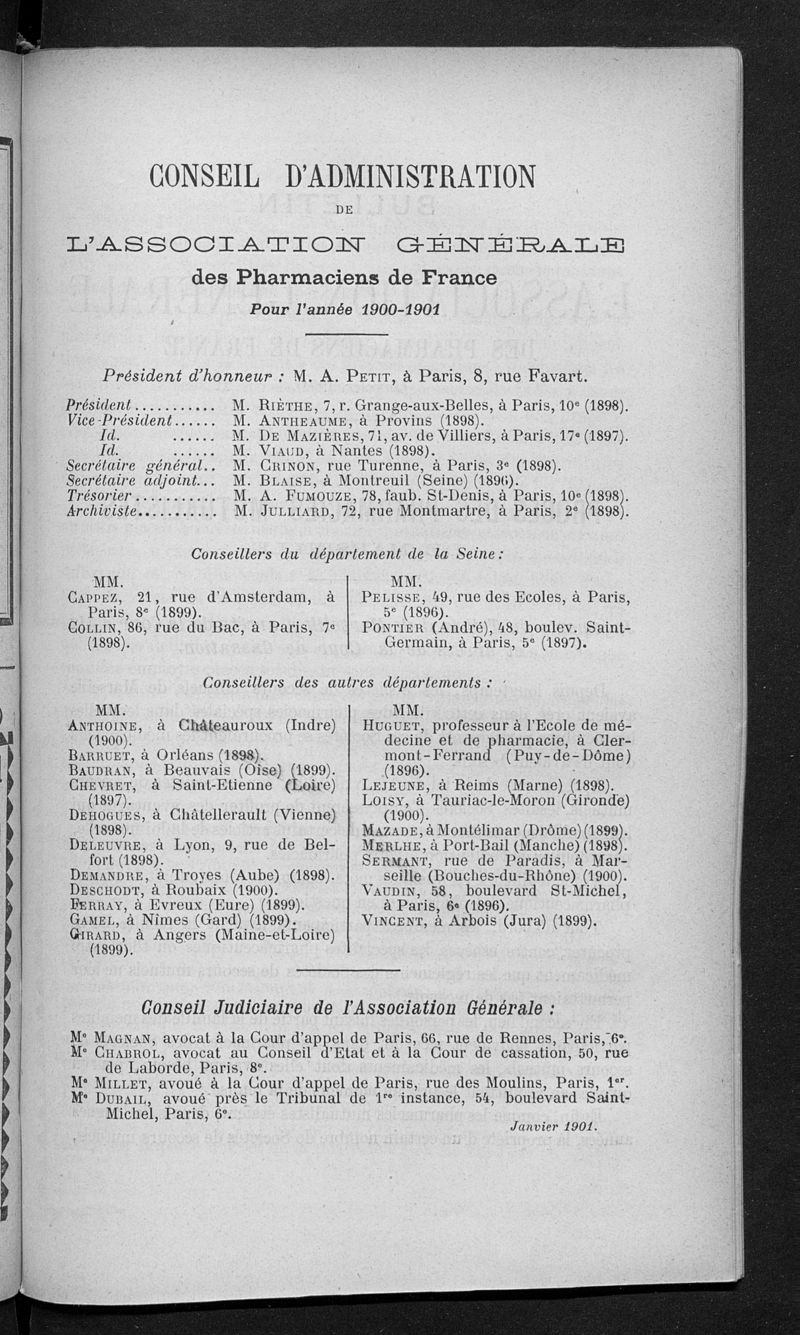 CONSEIL D'ADMINISTRATION
DE
L'ASSOCIATION GÉNÉRALE
des Pharmaciens de France
Pour l'année 1900-1901
Président d'honneur : M. A. PETIT, à Paris, 8, rue Favart.
Président........... M. RIÈTHE, 7, r. Grange-aux-Belles, à Paris, 10e (1898).
Vice-Président...... M. ANTHEAUME, à Provins (1898).
Id. ...... M. DE MAZIÈRES, 71, av. de Villiers, à Paris, 17e (1897).
Id. ...... M. VIAUD, à Nantes (1898).
Secrétaire général.. M. CRINON, rue Turenne, à Paris, 3e (1898).
Secrétaire adjoint... M. BLAISE, à Montreuil (Seine) (1896).
Trésorier........... M. A. FUMOUZE, 78, faub. St-Denis, à Paris, 10e (1898).
Archiviste........... M. JULLIARD, 72, rue Montmartre, à Paris, 2e (1898).
Conseillers du département de la Seine :
MM.
CAPPEZ, 21, rue d'Amsterdam, à
Paris, 8e (1899).
COLLIN, 86, rue du Bac, à Paris, 7e
(1898).
MM.
PELISSE, 49, rue des Ecoles, à Paris,
5e (1896).
PONTIER (André), 48, boulev. Saint-
Germain, à Paris, 5e (1897).
Conseillers des autres départements :
MM.
ANTHOINE, à Châteauroux (Indre)
(1900).
BARRUET, à Orléans (1898).
BAUDRAN, à Beauvais (Oise) (1899).
CHEVRET, à Saint-Etienne (Loire)
(1897).
DEHOGUES, à Châtellerault (Vienne)
(1898).
DELEUVRE, à Lyon, 9, rue de Bel-
fort (1898).
DEMANDRE, à Troyes (Aube) (1898).
DESCHODT, à Roubaix (1900).
FERRAY, à Evreux (Eure) (1899).
GAMEL, à Nîmes (Gard) (1899).
GIRARD, à Angers (Maine-et-Loire)
(1899).
MM.
HUGUET, professeur à l'Ecole de mé-
decine et de pharmacie, à Cler-
mont-Ferrand (Puy-de-Dôme)
(1896).
LEJEUNE, à Reims (Marne) (1898).
LOISY, à Tauriac-le-Moron (Gironde)
(1900).
MAZADE, à Montélimar (Drôme) (1899).
MERLHE, à Port-Bail (Manche) (1898).
SERMANT, rue de Paradis, à Mar-
seille (Bouches-du-Rhône) (1900).
VAUDIN, 58, boulevard St-Michel,
à Paris, 6e (1896).
VINCENT, à Arbois (Jura) (1899).
Conseil Judiciaire de l'Association Générale :
Me MAGNAN, avocat à la Cour d'appel de Paris, 66, rue de Rennes, Paris, 6e.
Me CHABROL, avocat au Conseil d'Etat et à la Cour de cassation, 50, rue
de Laborde, Paris, 8e.
Me MILLET, avoué à la Cour d'appel de Paris, rue des Moulins, Paris, 1er.
Me DUBAIL, avoué près le Tribunal de 1re instance, 54, boulevard Saint-
Michel, Paris, 6e.
Janvier 1901.